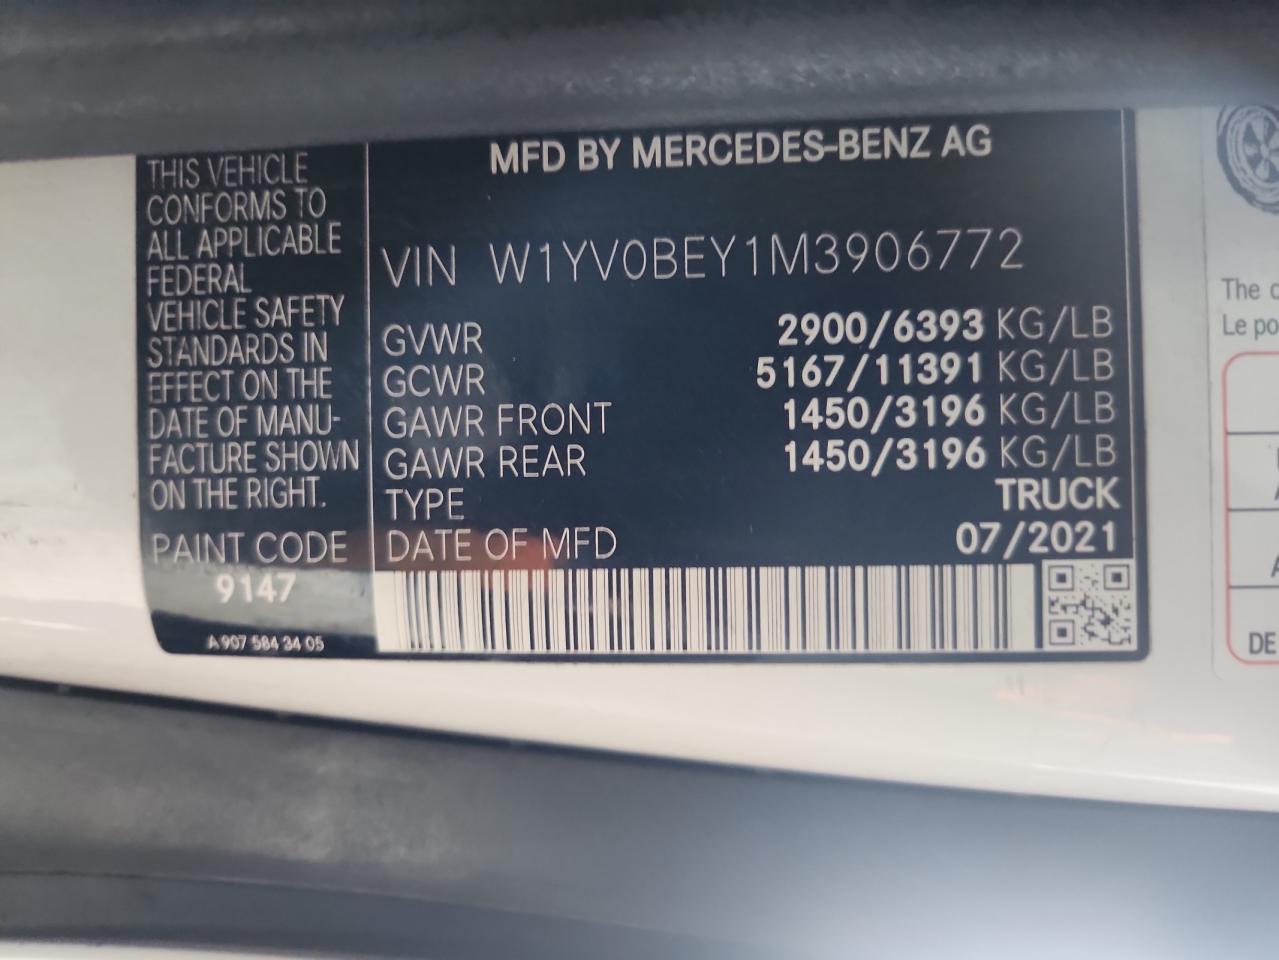 THIS VEHICLE
CONFORMS TO
ALL APPLICABLE
FEDERAL
VEHICLE SAFETY
STANDARDS IN
EFFECT ON THE
DATE OF MANU-
FACTURE SHOWN
ON THE RIGHT.
PAINT CODE
9147
A 907 584 34 05
MFD BY MERCEDES-BENZ AG
VIN W1YV0BEY1M3906772
GVWR 2900/6393 KG/LB
GCWR 5167/11391 KG/LB
GAWR FRONT 1450/3196 KG/LB
GAWR REAR 1450/3196 KG/LB
TYPE TRUCK
DATE OF MFD 07/2021
The
Le
DE